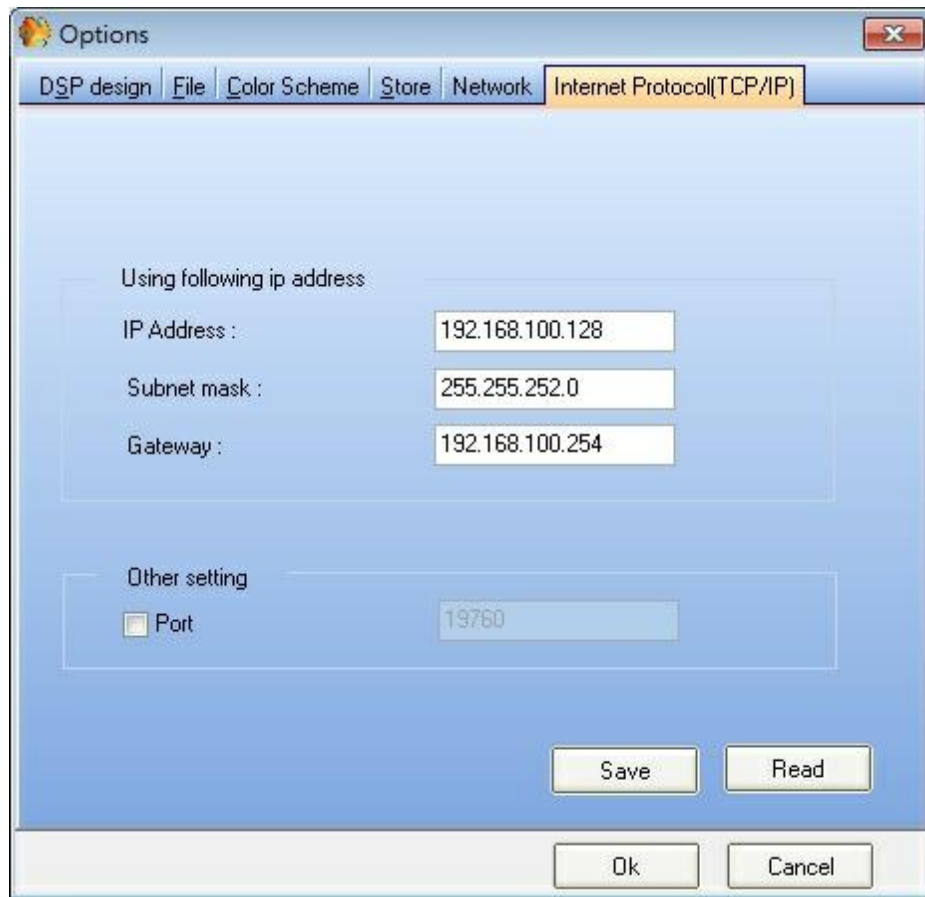 Options
DSP design File Color Scheme Store Network Internet Protocol(TCP/IP)
Using following ip address
IP Address : 192.168.100.128
Subnet mask : 255.255.252.0
Gateway : 192.168.100.254
Other setting
Port 19760
Save Read
Ok Cancel